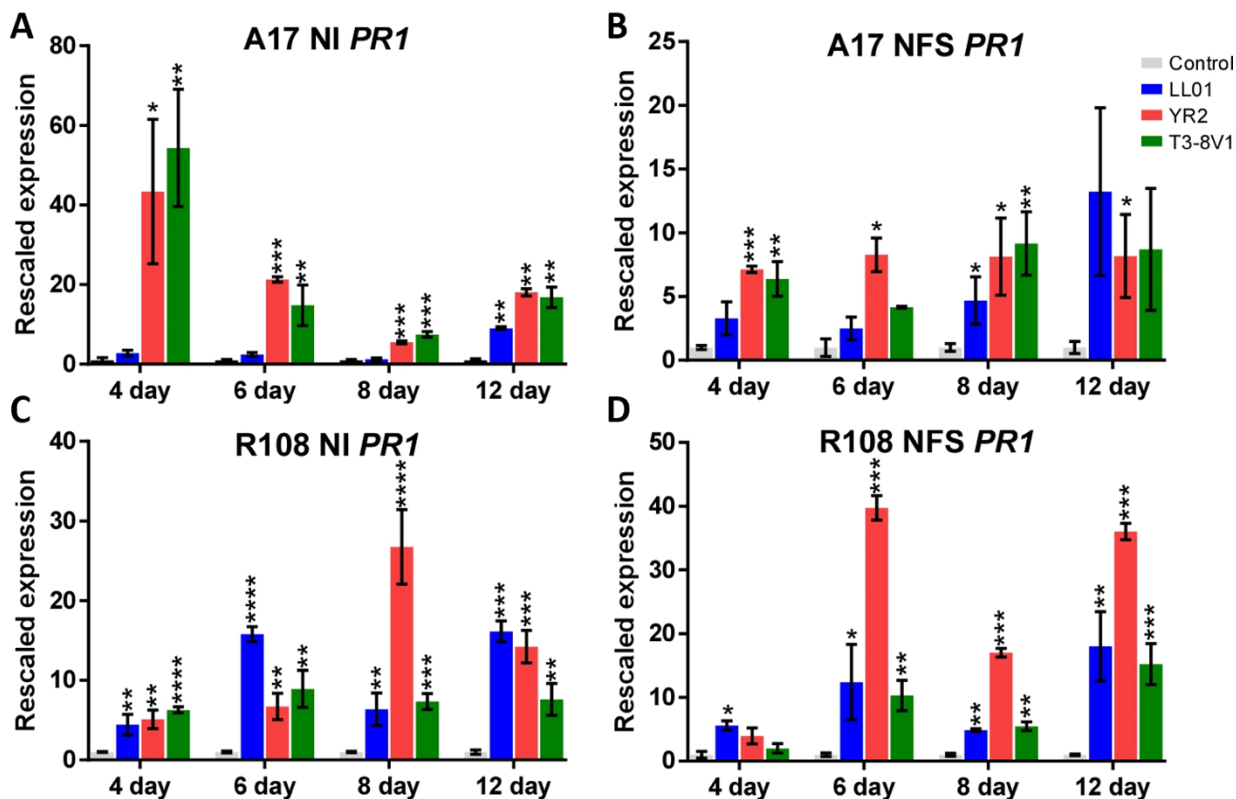 A
A17 NI PR1
Rescaled expression
80
60
40
20
0
* ** *** ** *** *** ** ** **
4 day 6 day 8 day 12 day
B
A17 NFS PR1
Rescaled expression
25
20
15
10
5
0
*** ** * * * ** *
4 day 6 day 8 day 12 day
Control
LL01
YR2
T3-8V1
C
R108 NI PR1
Rescaled expression
40
30
20
10
0
** ** **** **** ** ** ** **** *** *** *** **
4 day 6 day 8 day 12 day
D
R108 NFS PR1
Rescaled expression
50
40
30
20
10
0
* * *** ** ** *** ** ** *** ***
4 day 6 day 8 day 12 day